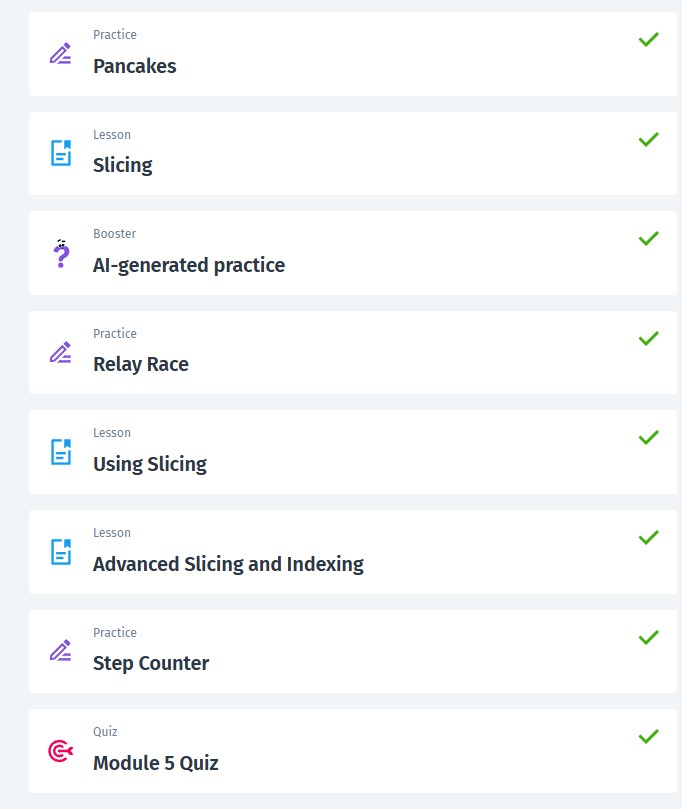 Practice
Pancakes
Lesson
Slicing
Booster
AI-generated practice
Practice
Relay Race
Lesson
Using Slicing
Lesson
Advanced Slicing and Indexing
Practice
Step Counter
Quiz
Module 5 Quiz